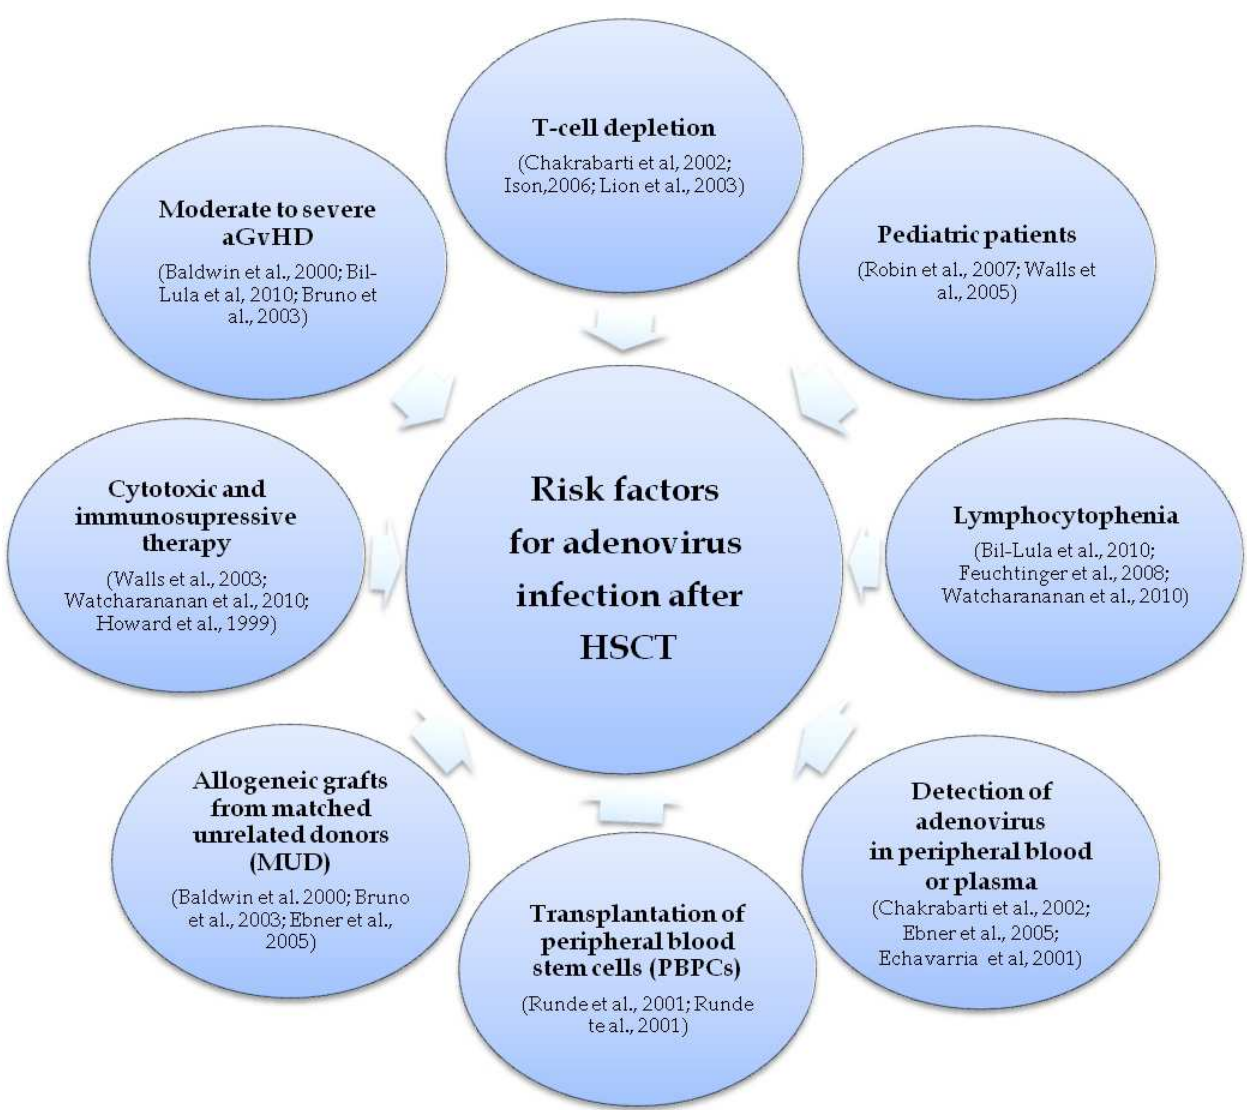 T-cell depletion
(Chakrabarti et al, 2002;
Ison,2006; Lion et al., 2003)
Moderate to severe
aGvHD
(Baldwin et al., 2000; Bil-
Lula et al, 2010; Bruno et
al., 2003)
Pediatric patients
(Robin et al., 2007; Walls et
al., 2005)
Cytotoxic and
immunosupressive
therapy
(Walls et al., 2003;
Watcharananan et al., 2010;
Howard et al., 1999)
Risk factors
for adenovirus
infection after
HSCT
Lymphocytophenia
(Bil-Lula et al., 2010;
Feuchtinger et al., 2008;
Watcharananan et al., 2010)
Allogeneic grafts
from matched
unrelated donors
(MUD)
(Baldwin et al. 2000; Bruno
et al., 2003; Ebner et al.,
2005)
Transplantation of
peripheral blood
stem cells (PBPCs)
(Runde et al., 2001; Runde
te al., 2001)
Detection of
adenovirus
in peripheral blood
or plasma
(Chakrabarti et al., 2002;
Ebner et al., 2005;
Echavarria et al, 2001)